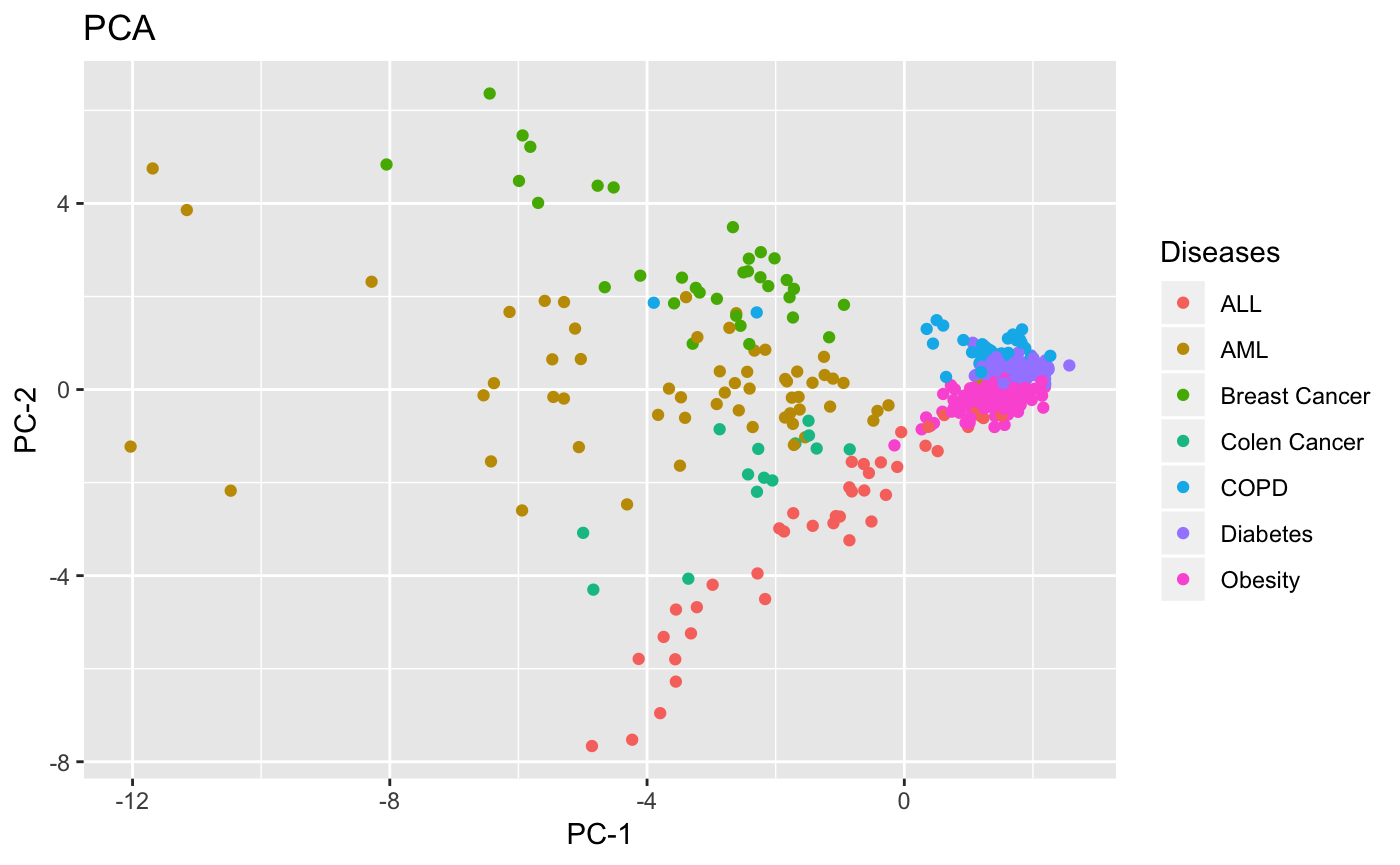 PCA
4
0
-4
-8
PC-2
-12
-8
-4
0
PC-1
Diseases
ALL
AML
Breast Cancer
Colen Cancer
COPD
Diabetes
Obesity